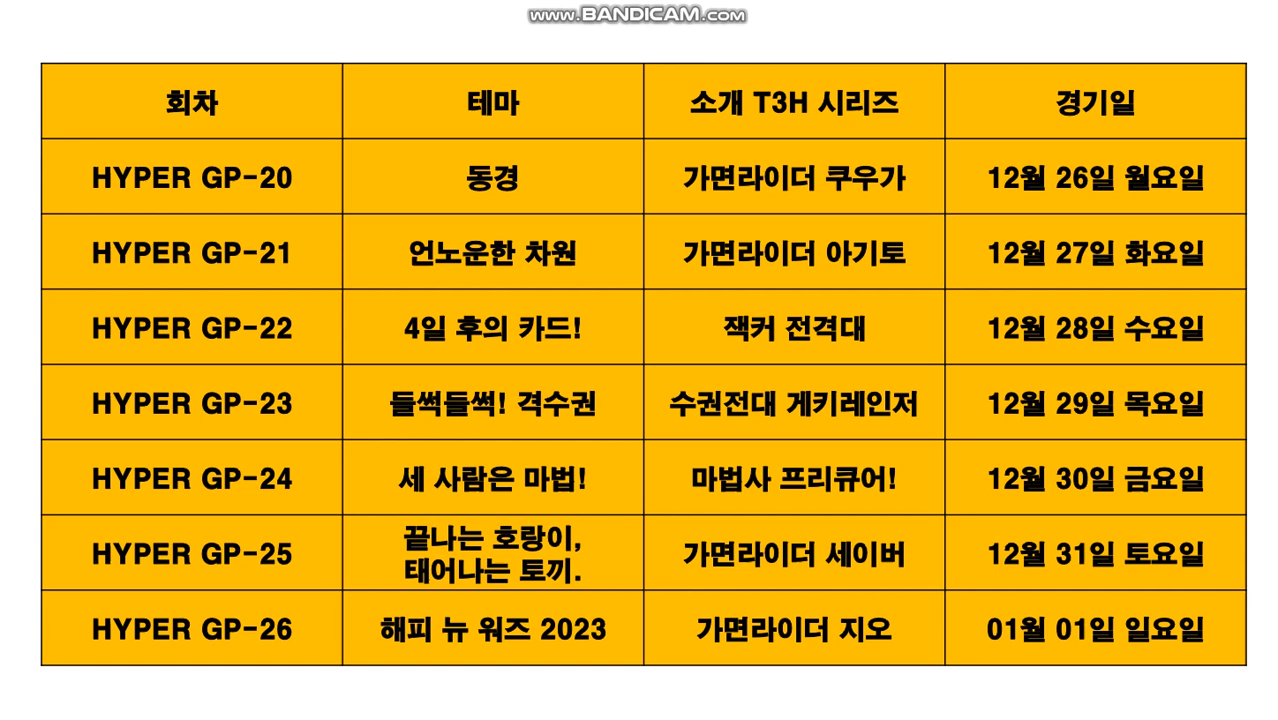 www.BANDICAM.com
회차 테마 소개 T3H 시리즈 경기일
HYPER GP-20 동경 가면라이더 쿠우가 12월 26일 월요일
HYPER GP-21 언노운한 차원 가면라이더 아기토 12월 27일 화요일
HYPER GP-22 4일 후의 카드! 잭커 전격대 12월 28일 수요일
HYPER GP-23 들썩들썩! 격수권 수권전대 게키레인저 12월 29일 목요일
HYPER GP-24 세 사람은 마법! 마법사 프리큐어! 12월 30일 금요일
HYPER GP-25 끝나는 호랑이,
태어나는 토끼. 가면라이더 세이버 12월 31일 토요일
HYPER GP-26 해피 뉴 워즈 2023 가면라이더 지오 01월 01일 일요일